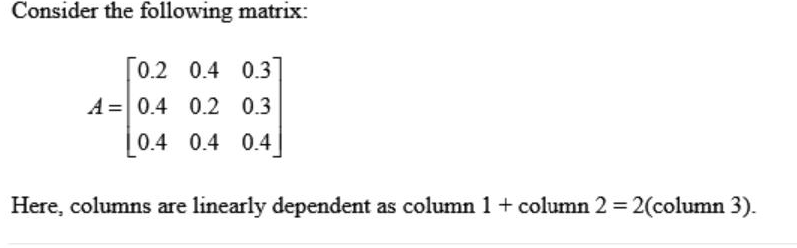 Consider the following matrix:
[0.2 0.4 0.3]
A = [0.4 0.2 0.3]
[0.4 0.4 0.4]
Here, columns are linearly dependent as column 1 + column 2 = 2(column 3).